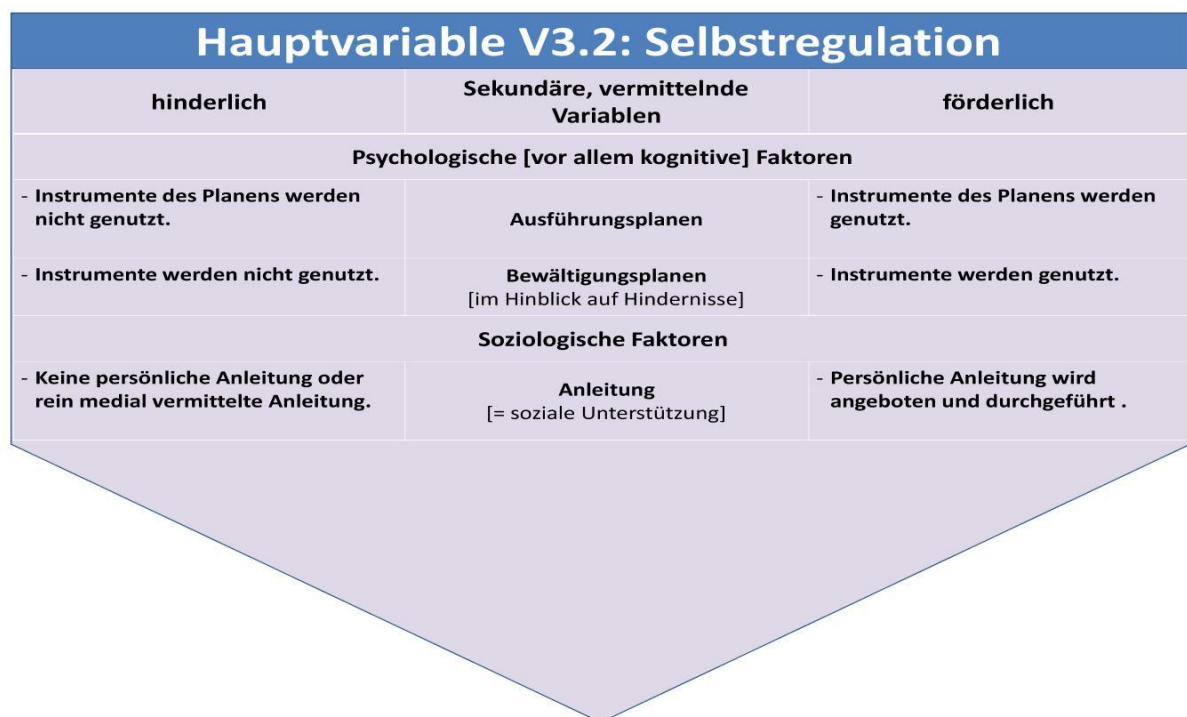 Hauptvariable V3.2: Selbstregulation
hinderlich
Sekundäre, vermittelnde
Variablen
förderlich
Psychologische [vor allem kognitive] Faktoren
- Instrumente des Planens werden
nicht genutzt.
Ausführungsplanen
- Instrumente des Planens werden
genutzt.
- Instrumente werden nicht genutzt.
Bewältigungsplanen
[im Hinblick auf Hindernisse]
- Instrumente werden genutzt.
Soziologische Faktoren
- Keine persönliche Anleitung oder
rein medial vermittelte Anleitung.
Anleitung
[= soziale Unterstützung]
- Persönliche Anleitung wird
angeboten und durchgeführt .